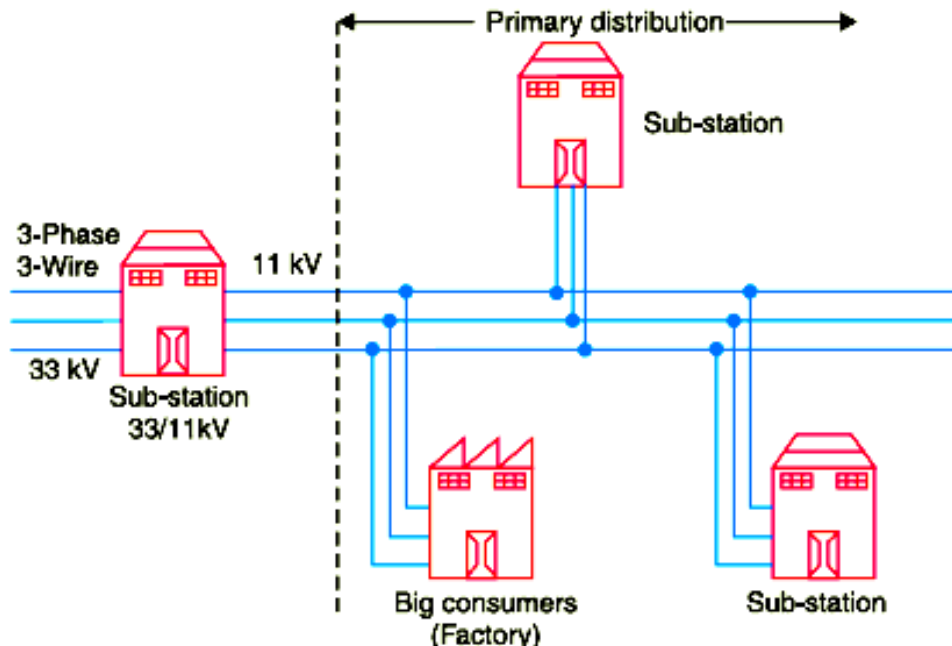 Primary distribution
Sub-station
3-Phase
3-Wire
11 kV
33 kV
Sub-station
33/11kV
Big consumers
(Factory)
Sub-station